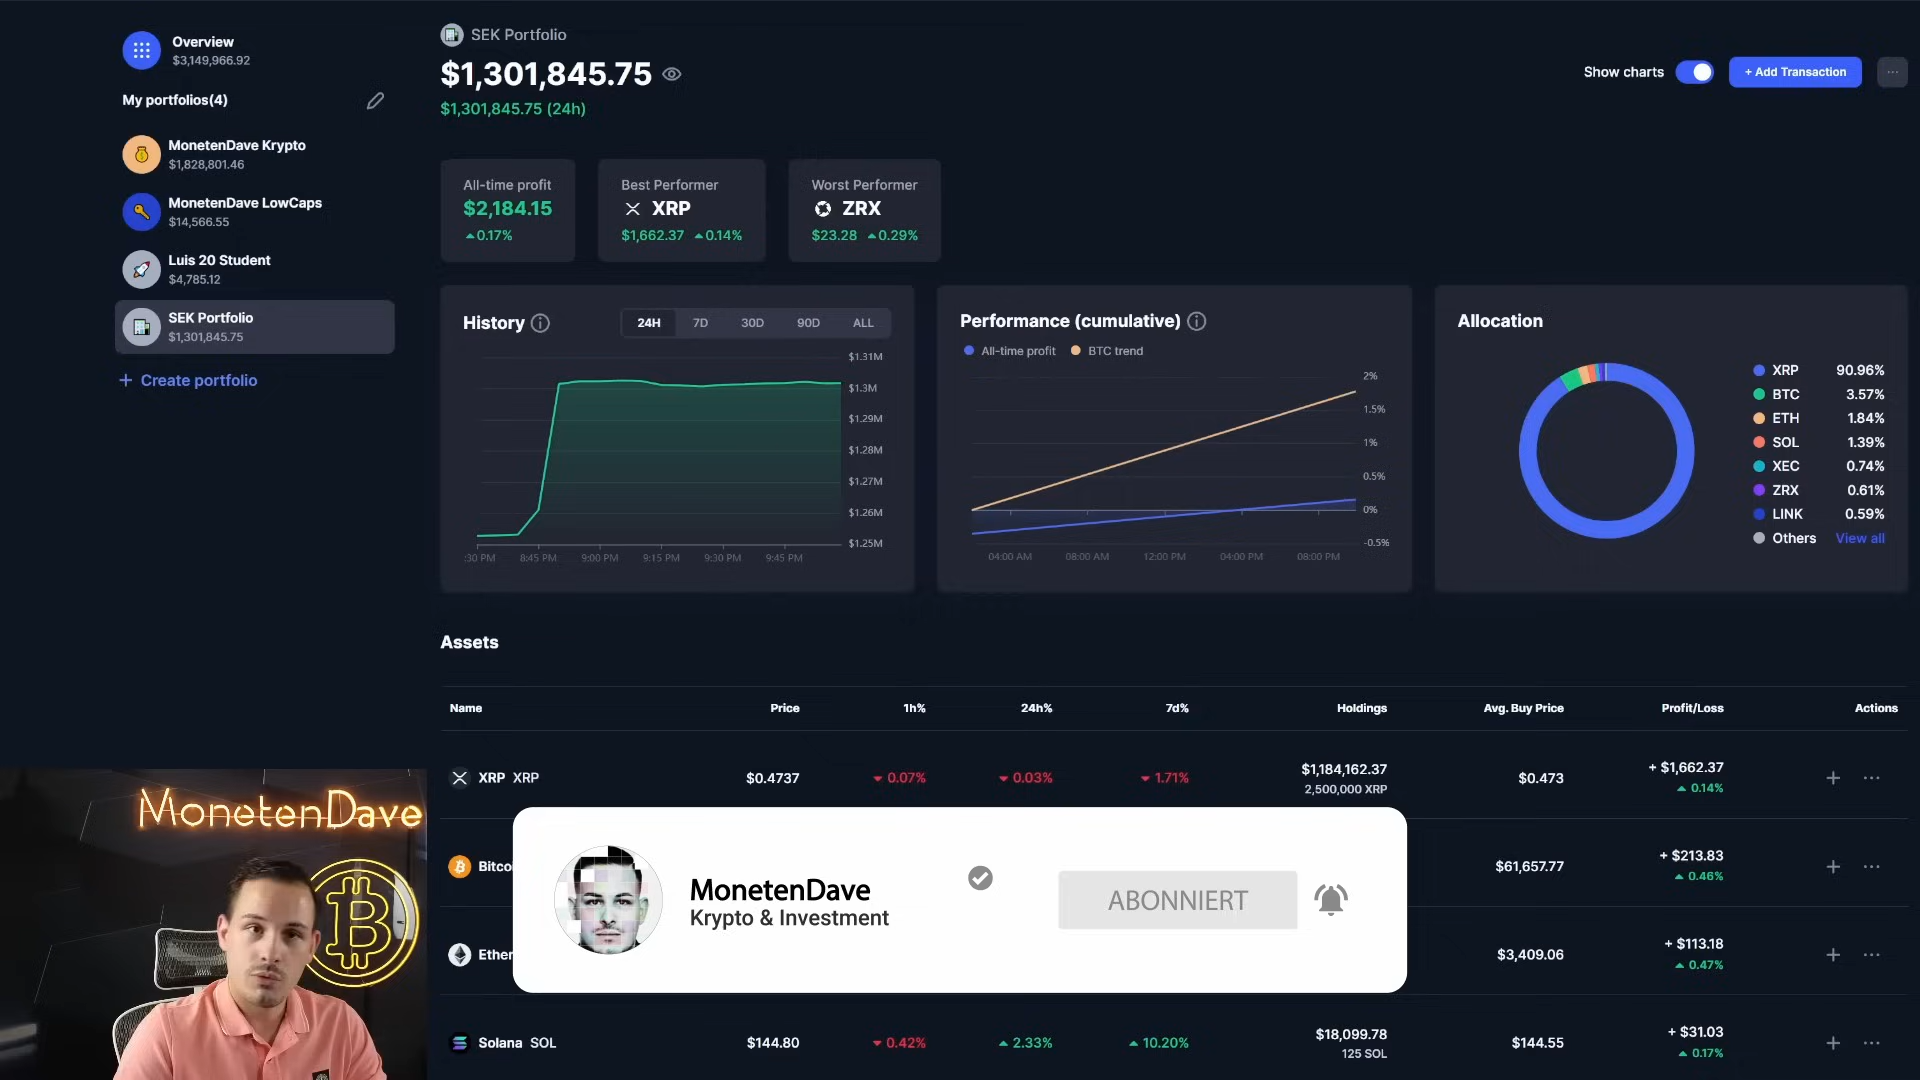 Overview
$3,149,966.92
My portfolios(4)
MonetenDave Krypto
$1,828,801.46
MonetenDave LowCaps
$14,566.55
Luis 20 Student
$4,785.12
SEK Portfolio
$1,301,845.75
+ Create portfolio
SEK Portfolio
$1,301,845.75
$1,301,845.75 (24h)
Show charts
+ Add Transaction
All-time profit
$2,184.15
0.17%
Best Performer
XRP
$1,662.37 0.14%
Worst Performer
ZRX
$23.28 0.29%
History
24H 7D 30D 90D ALL
$1.31M
$1.3M
$1.29M
$1.28M
$1.27M
$1.26M
$1.25M
:30 PM 8:45 PM 9:00 PM 9:15 PM 9:30 PM 9:45 PM
Performance (cumulative)
All-time profit BTC trend
2%
1.5%
1%
0.5%
0%
-0.5%
04:00 AM 08:00 AM 12:00 PM 04:00 PM 08:00 PM
Allocation
XRP 90.96%
BTC 3.57%
ETH 1.84%
SOL 1.39%
XEC 0.74%
ZRX 0.61%
LINK 0.59%
Others View all
Assets
Name Price 1h% 24h% 7d% Holdings Avg. Buy Price Profit/Loss Actions
XRP XRP $0.4737 0.07% 0.03% 1.71% $1,184,162.37 $0.473 + $1,662.37
2,500,000 XRP 0.14%
Bitcoi $61,657.77 + $213.83
0.46%
Ether $3,409.06 + $113.18
0.47%
Solana SOL $144.80 0.42% 2.33% 10.20% $18,099.78 $144.55 + $31.03
125 SOL 0.17%
MonetenDave
MonetenDave
Krypto & Investment
ABONNIERT